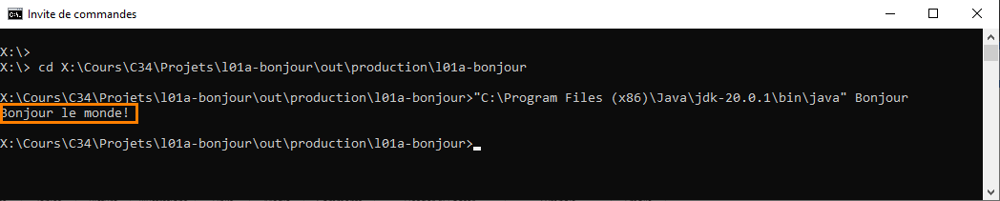 Invite de commandes
X:\>
X:\> cd X:\Cours\C34\Projets\l01a-bonjour\out\production\l01a-bonjour
X:\Cours\C34\Projets\l01a-bonjour\out\production\l01a-bonjour>"C:\Program Files (x86)\Java\jdk-20.0.1\bin\java" Bonjour
Bonjour le monde!
X:\Cours\C34\Projets\l01a-bonjour\out\production\l01a-bonjour>